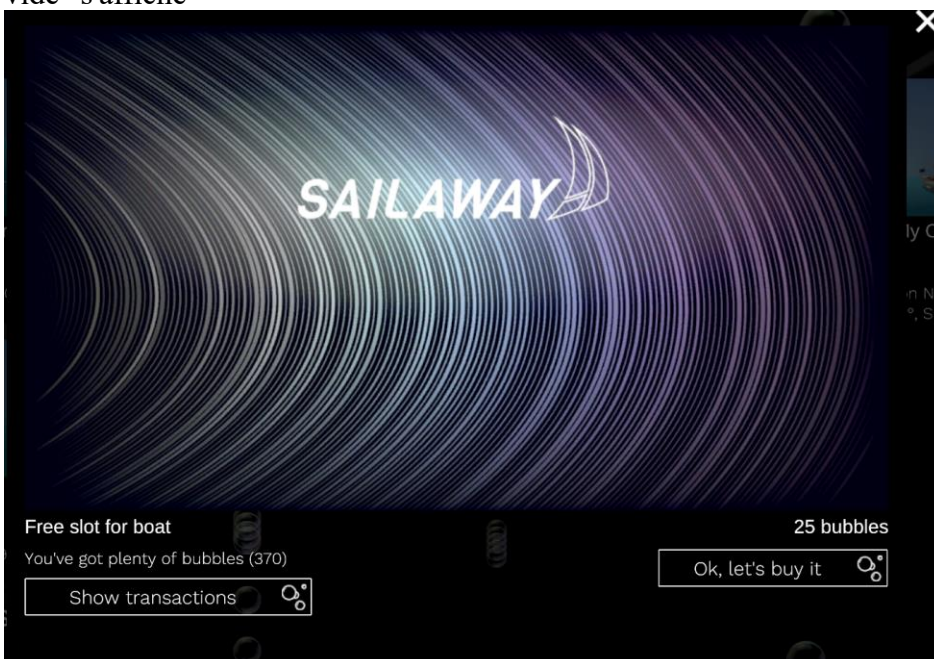 SAILAWAY
ly C
n N
°, S
Free slot for boat
25 bubbles
You've got plenty of bubbles (370)
Ok, let's buy it
Show transactions